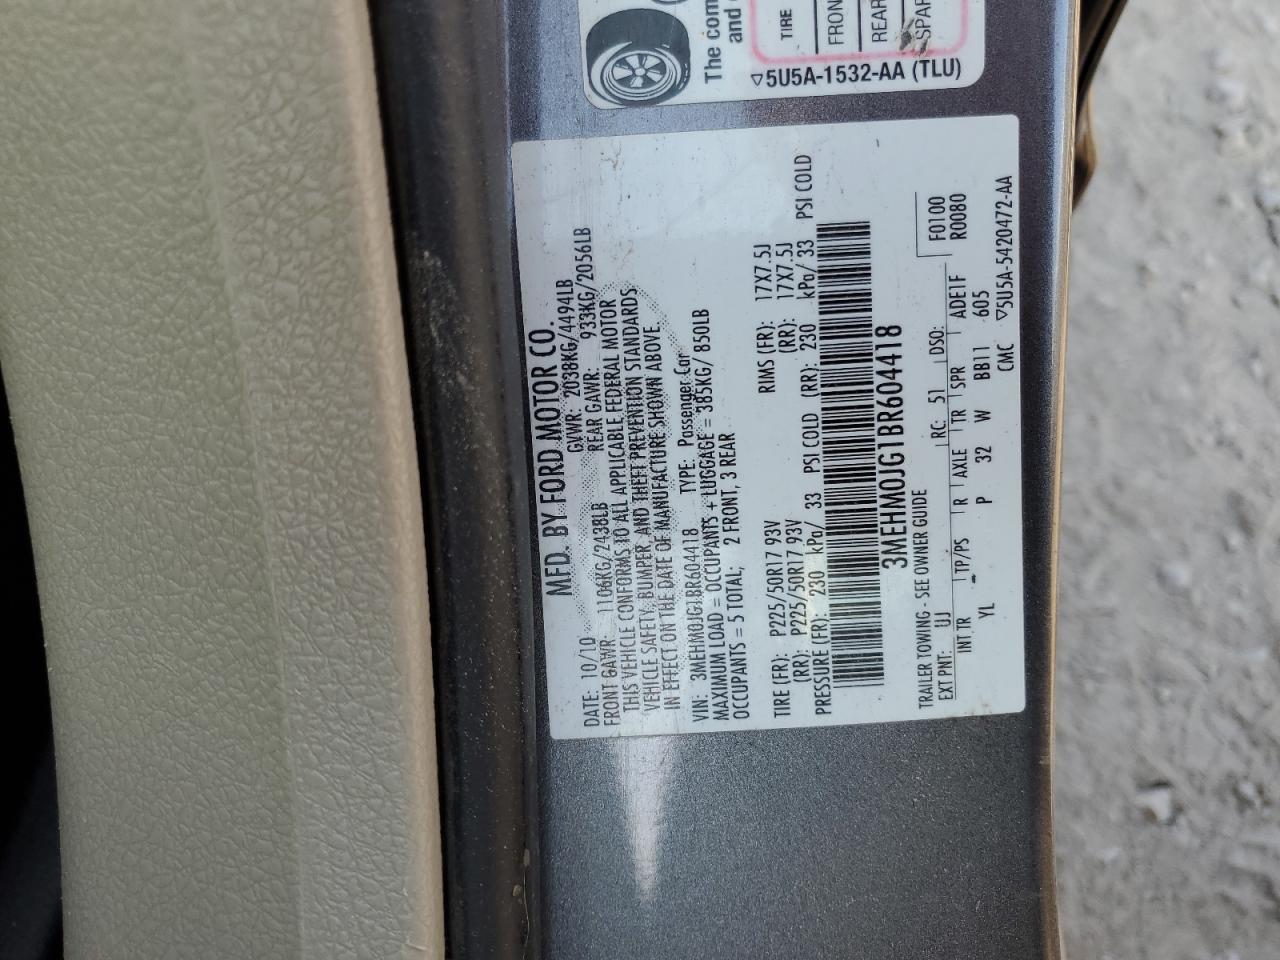 The com
and
TIRE
FRON
REAR
SPAR
▽5U5A-1532-AA (TLU)
MFD. BY FORD MOTOR CO.
DATE: 10/10 GVWR: 2038KG/4494LB
FRONT GAWR: 1106KG/2438LB REAR GAWR: 933KG/2056LB
THIS VEHICLE CONFORMS TO ALL APPLICABLE FEDERAL MOTOR
VEHICLE SAFETY, BUMPER, AND THEFT PREVENTION STANDARDS
IN EFFECT ON THE DATE OF MANUFACTURE SHOWN ABOVE.
VIN: 3MEHM0JG1BR604418 TYPE: Passenger Car
MAXIMUM LOAD = OCCUPANTS + LUGGAGE = 385KG/ 850LB
OCCUPANTS = 5 TOTAL; 2 FRONT, 3 REAR
TIRE (FR): P225/50R17 93V RIMS (FR): 17X7.5J
(RR): P225/50R17 93V (RR): 17X7.5J
PRESSURE (FR): 230 kPa/ 33 PSI COLD (RR): 230 kPa/ 33 PSI COLD
3MEHM0JG1BR604418
TRAILER TOWING - SEE OWNER GUIDE F0100
EXT PNT: UJ RC: 51 DSO: R0080
INT TR TP/PS R AXLE TR SPR ADE1F
YL - P 32 W BB11 605
CMC ▽5U5A-5420472-AA